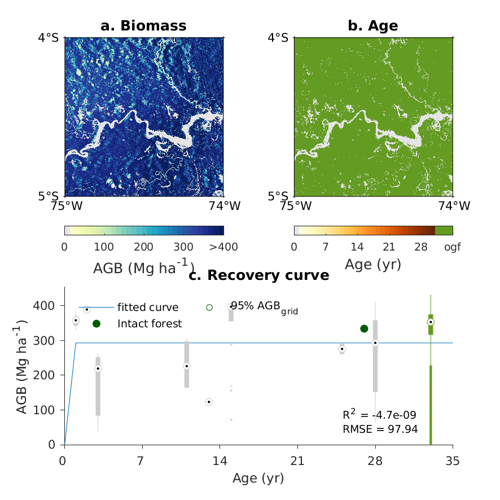 a. Biomass
b. Age
4°S
5°S
75°W
74°W
4°S
5°S
75°W
74°W
0 100 200 300 >400
AGB (Mg ha-1)
0 7 14 21 28 ogf
Age (yr)
c. Recovery curve
AGB (Mg ha-1)
400
300
200
100
0
fitted curve
95% AGBgrid
Intact forest
R2 = -4.7e-09
RMSE = 97.94
0 7 14 21 28 35
Age (yr)